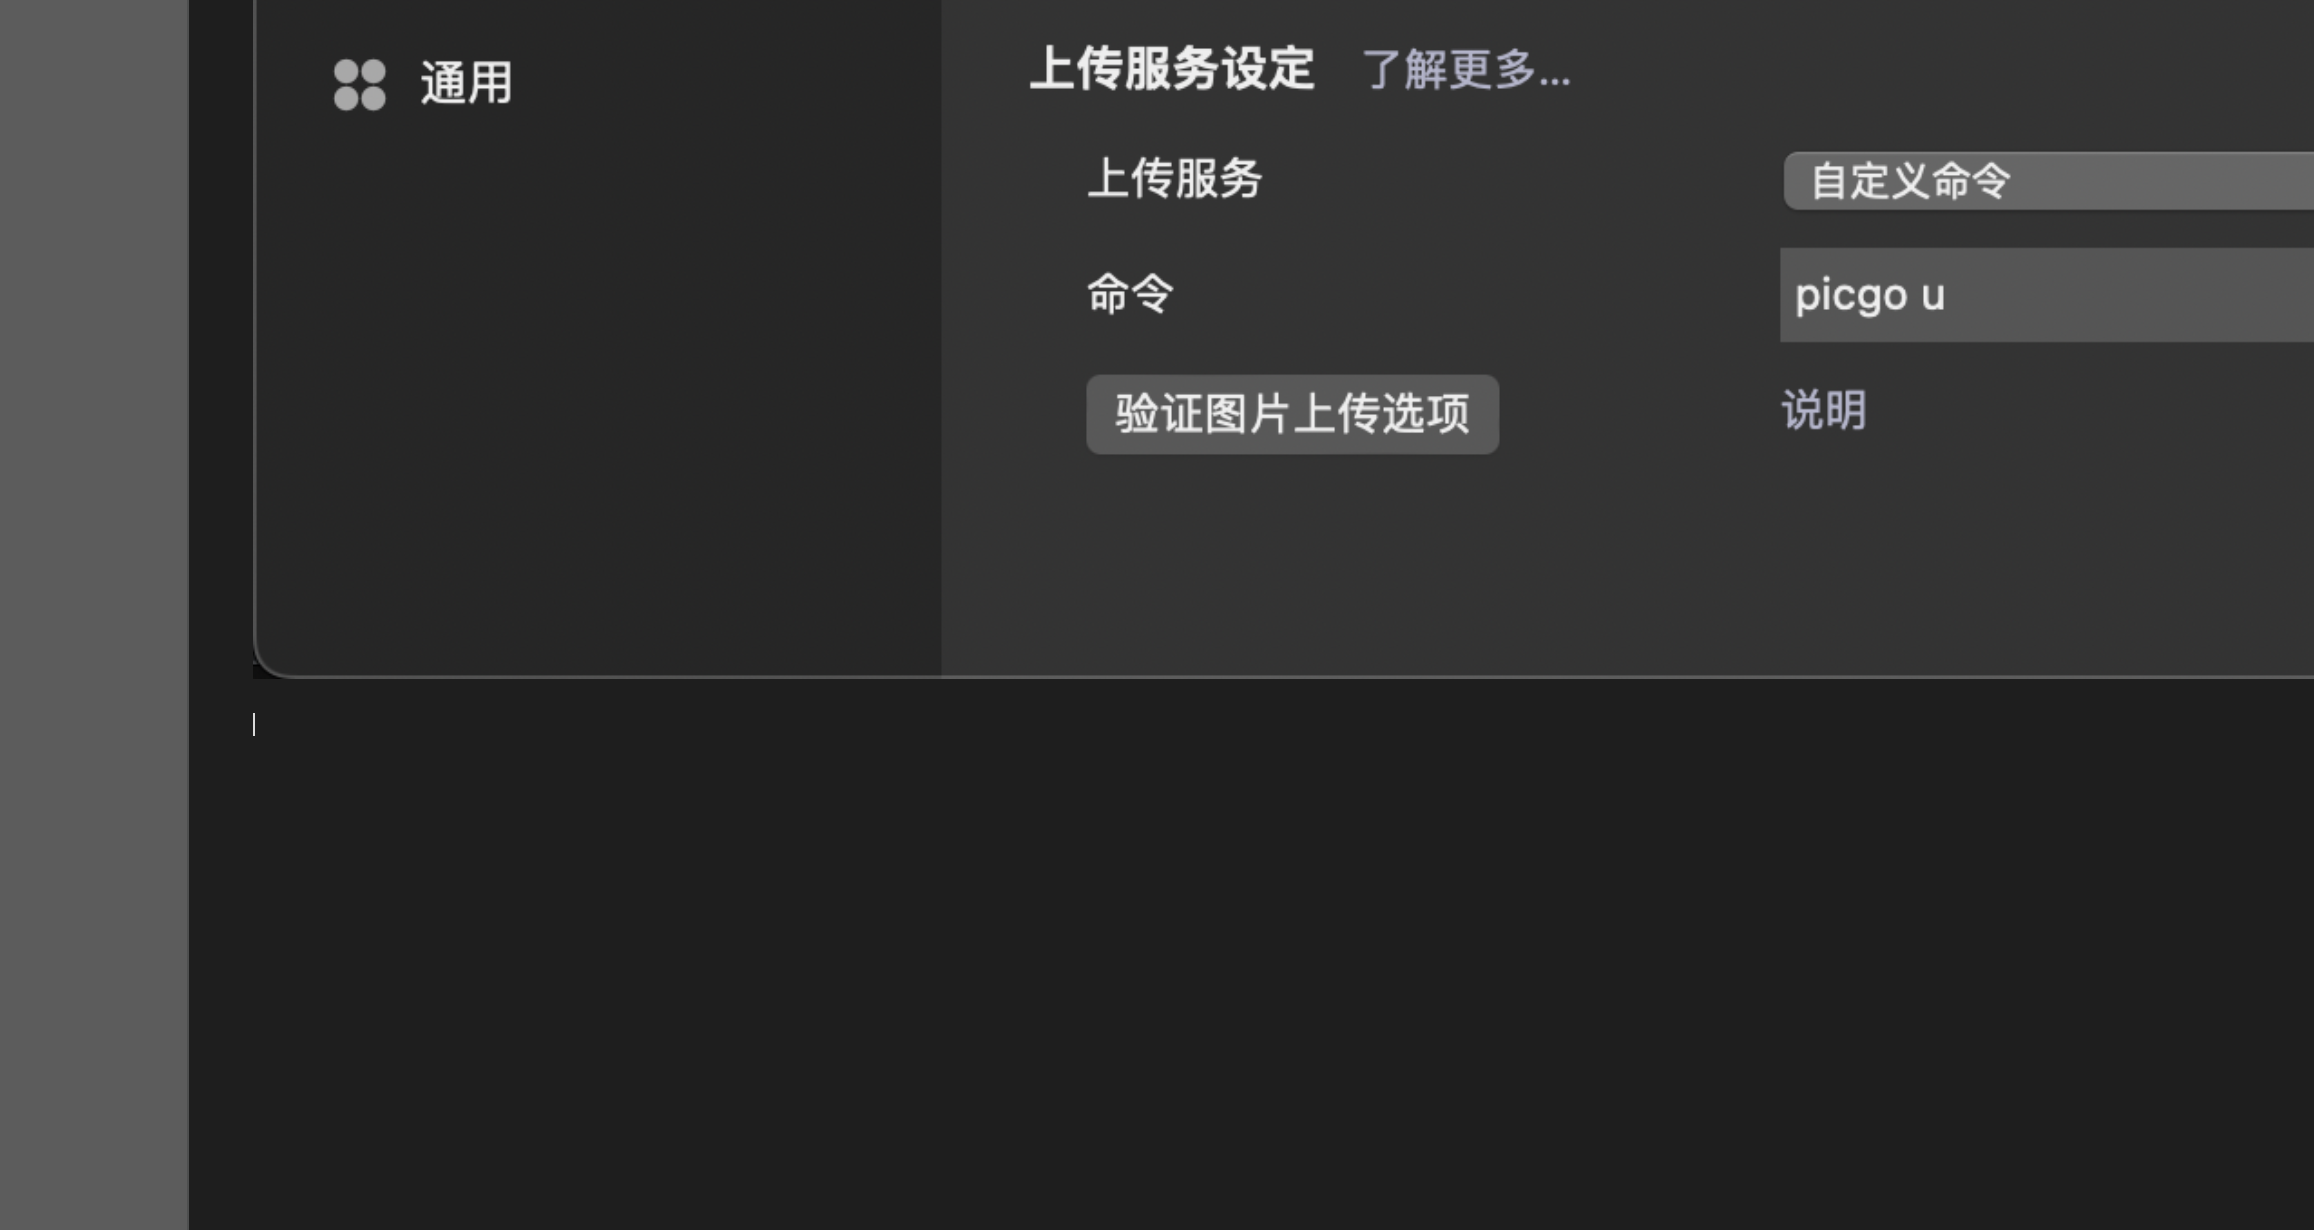 通用
上传服务设定 了解更多...
上传服务 自定义命令
命令 picgo u
验证图片上传选项 说明